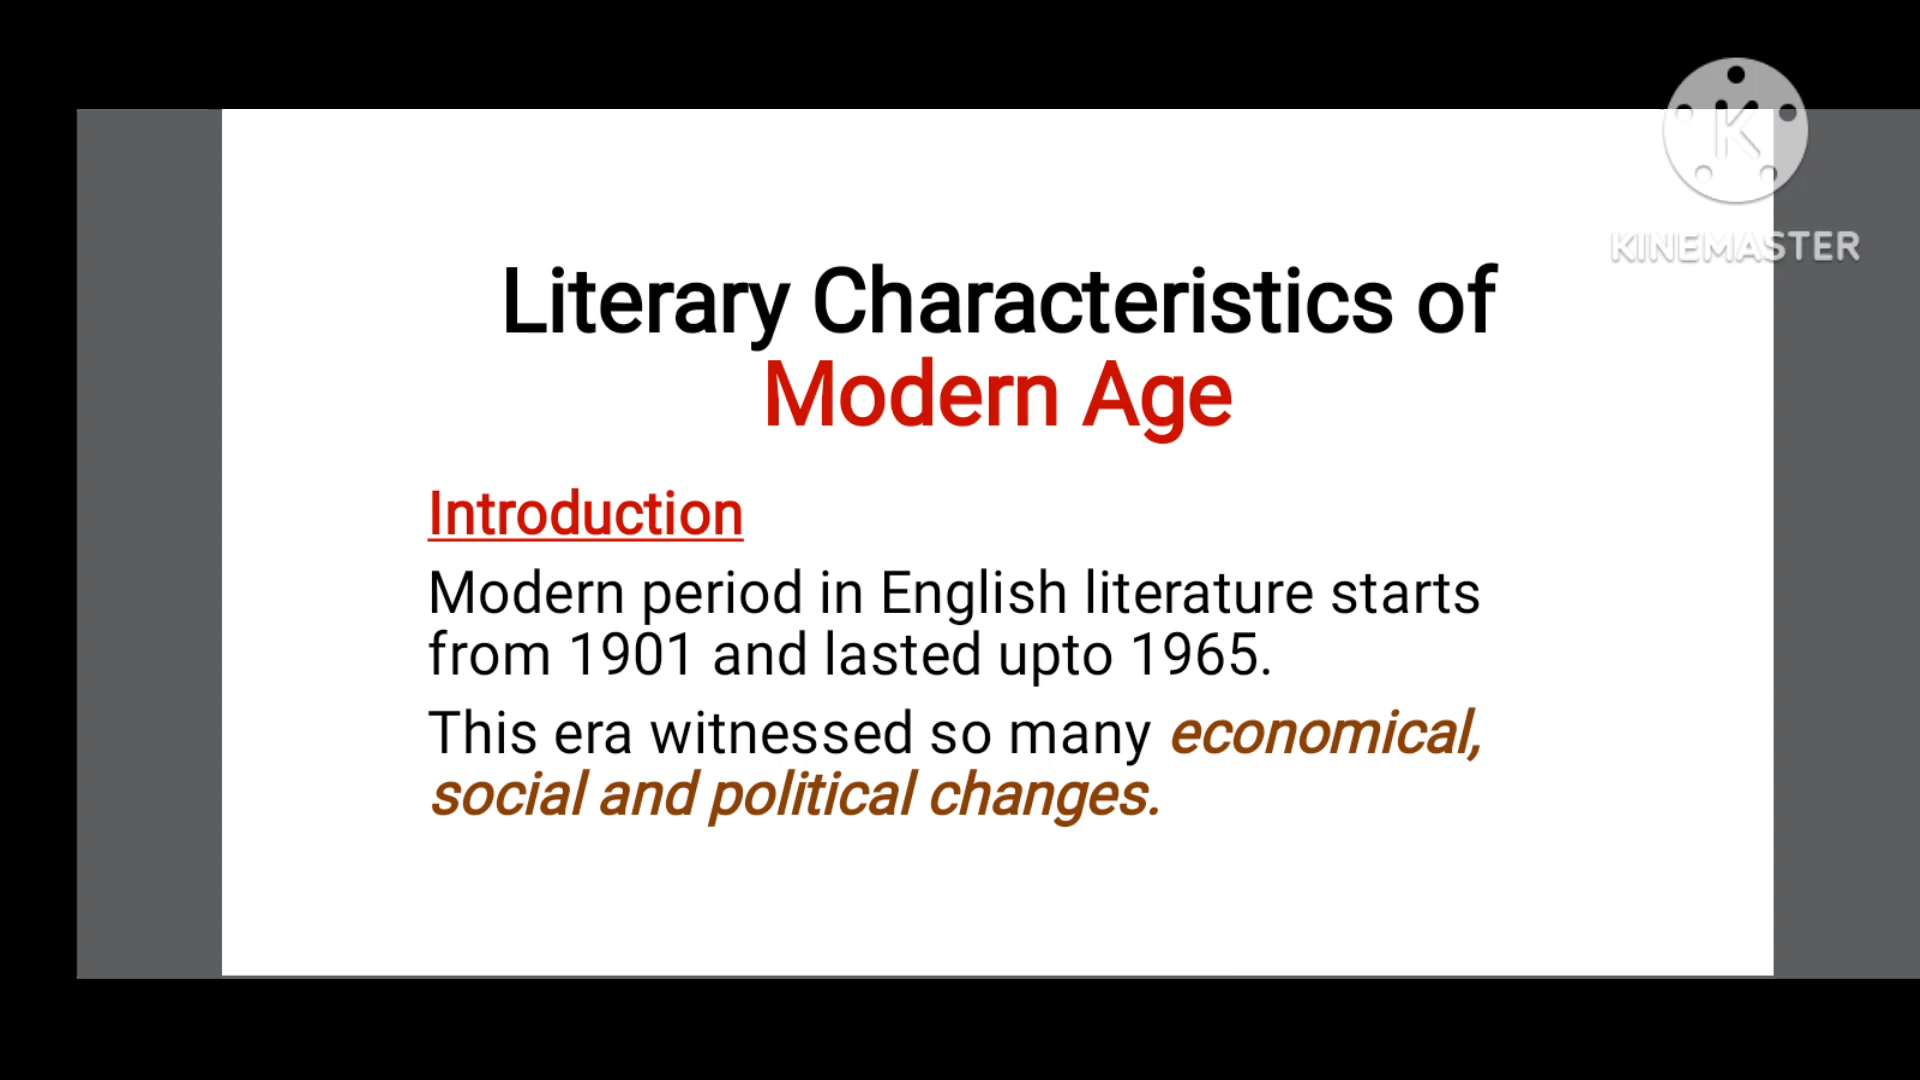 K
KINEMASTER
Literary Characteristics of
Modern Age
Introduction
Modern period in English literature starts
from 1901 and lasted upto 1965.
This era witnessed so many economical,
social and political changes.